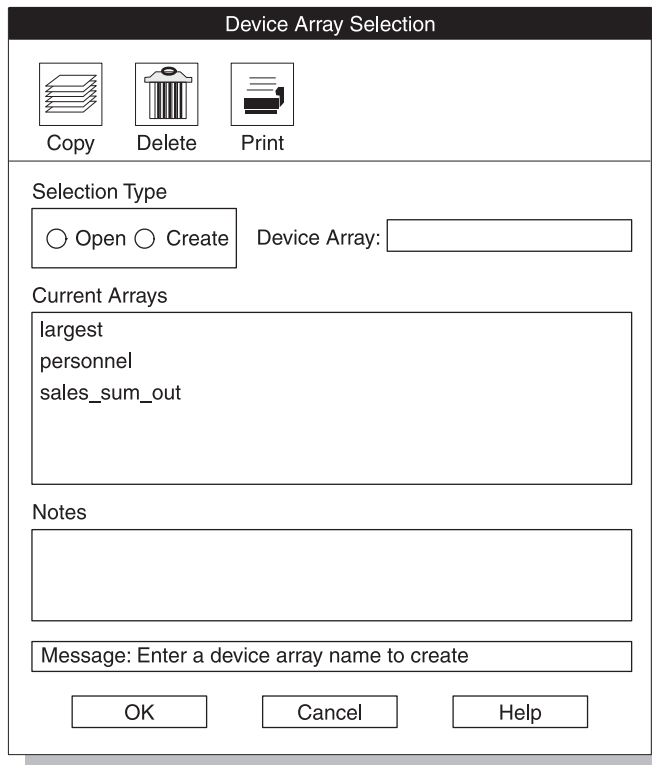 Device Array Selection
Copy Delete Print
Selection Type
Open Create Device Array:
Current Arrays
largest
personnel
sales_sum_out
Notes
Message: Enter a device array name to create
OK Cancel Help